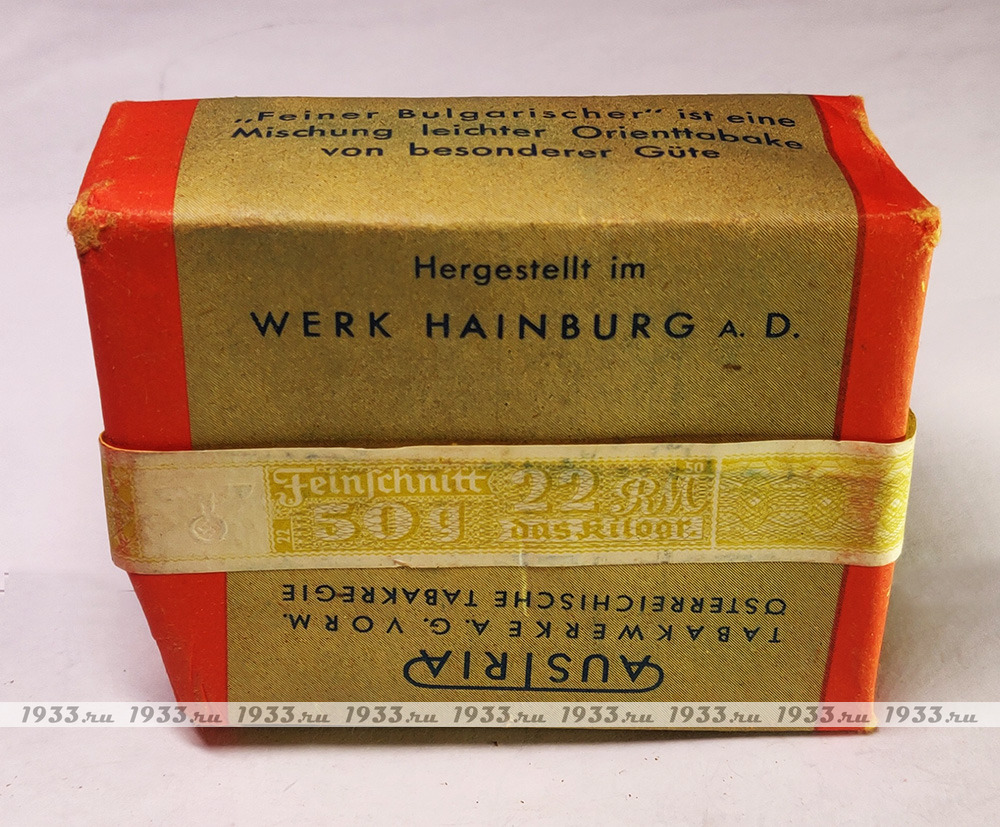 „Feiner Bulgarischer“ ist eine
Mischung leichter Orienttabake
von besonderer Güte
Hergestellt im
WERK HAINBURG A. D.
Feinschnitt 22 RM 50
22 50 g das Kilogr.
AUSTRIA
TABAKWERKE A. G. VORM.
ÖSTERREICHISCHE TABAKREGIE
1933.ru 1933.ru 1933.ru 1933.ru 1933.ru 1933.ru 1933.ru 1933.ru 1933.ru